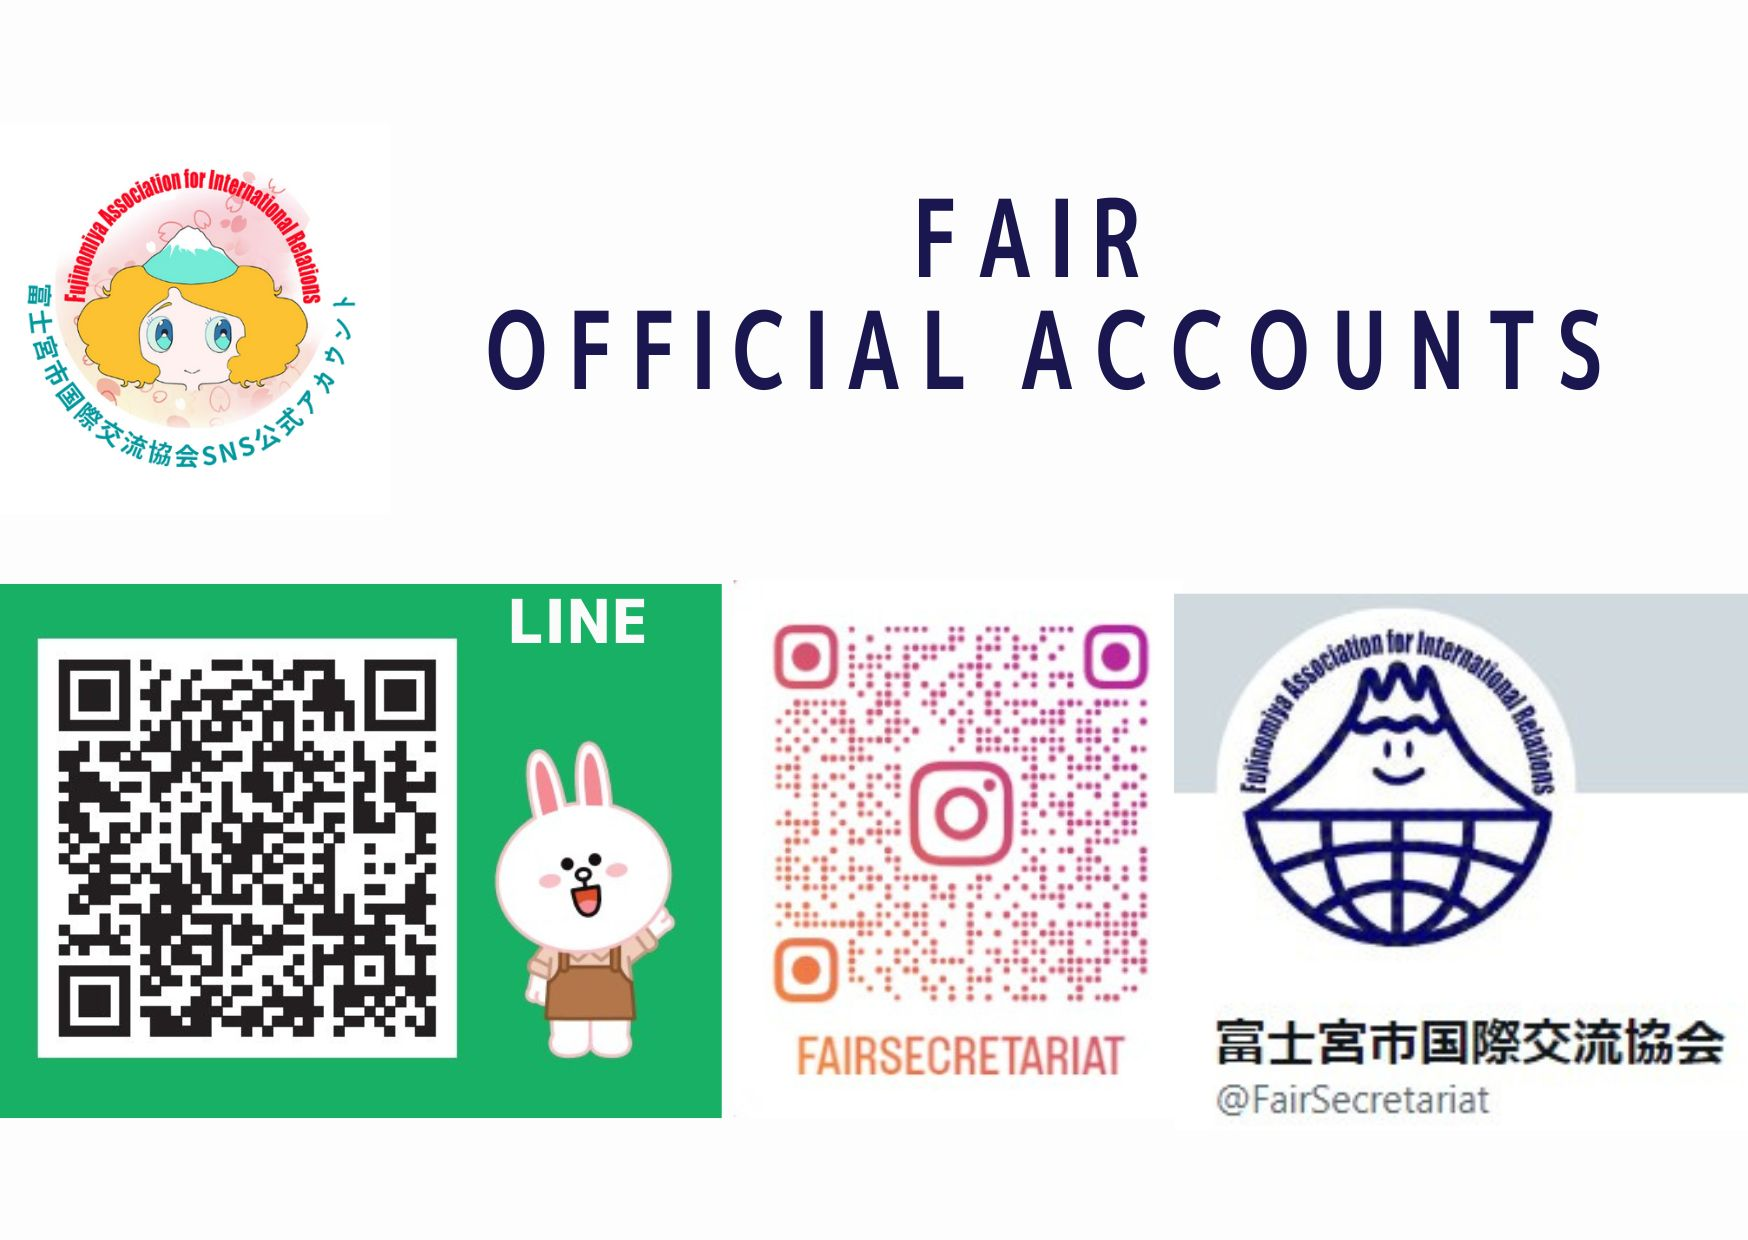 Fujinomiya Association for International Relations
富士宮市国際交流協会SNS公式アカウント
FAIR
OFFICIAL ACCOUNTS
LINE
FAIRSECRETARIAT
Fujinomiya Association for International Relations
富士宮市国際交流協会
@FairSecretariat